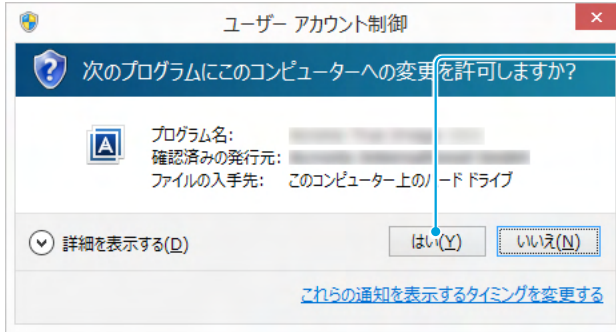 ユーザー アカウント制御
次のプログラムにこのコンピューターへの変更を許可しますか?
プログラム名:
確認済みの発行元:
ファイルの入手先: このコンピューター上のハード ドライブ
詳細を表示する(D)
はい(Y)
いいえ(N)
これらの通知を表示するタイミングを変更する